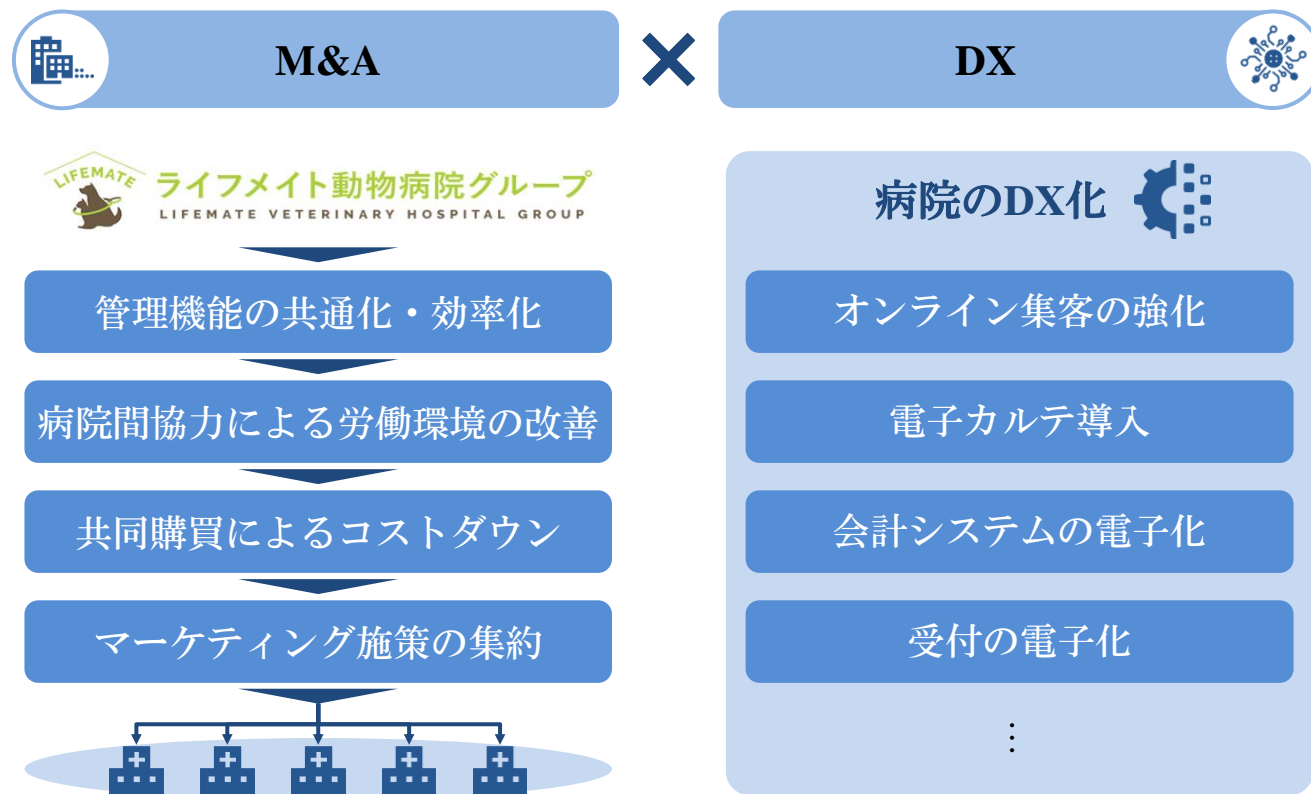 M&A
DX
LIFEMATE
ライフメイト動物病院グループ
LIFEMATE VETERINARY HOSPITAL GROUP
管理機能の共通化・効率化
病院間協力による労働環境の改善
共同購買によるコストダウン
マーケティング施策の集約
病院のDX化
オンライン集客の強化
電子カルテ導入
会計システムの電子化
受付の電子化
⋮